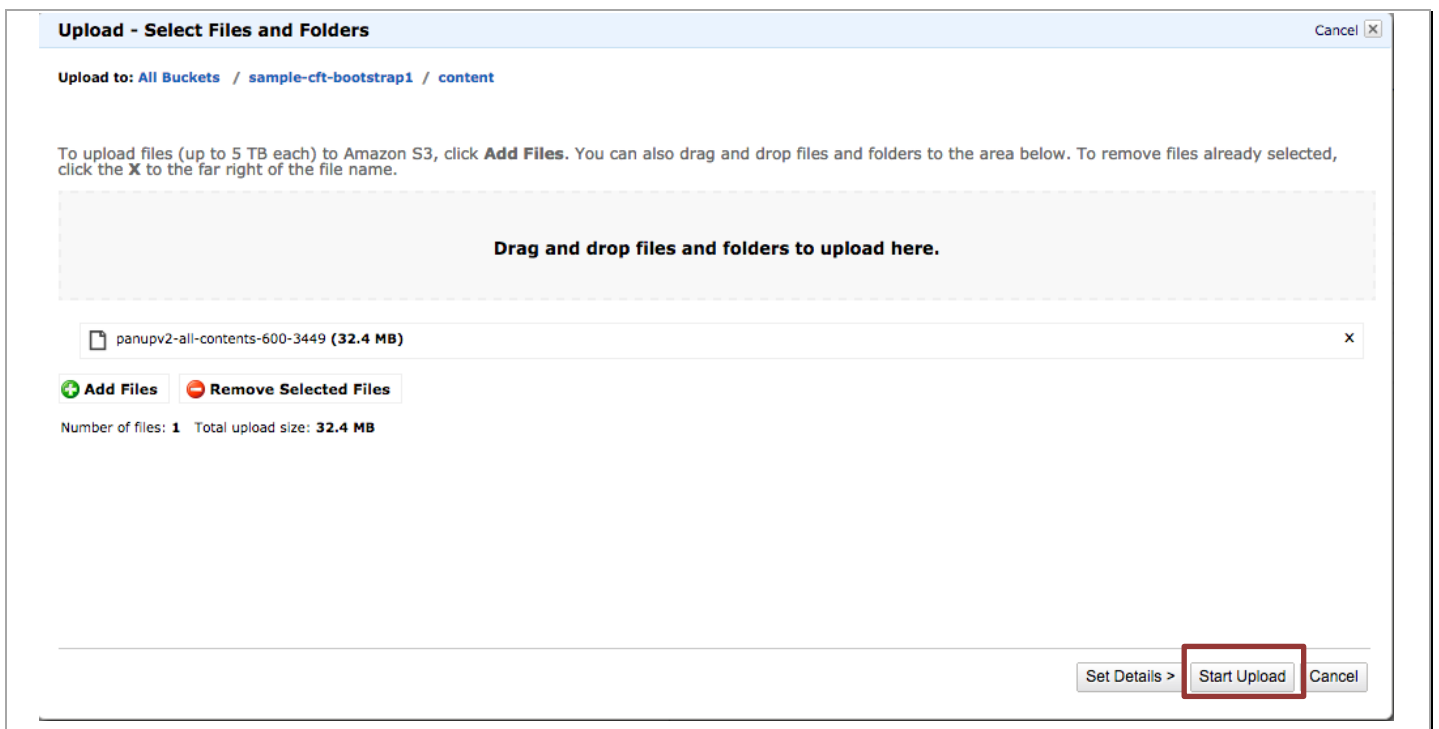 Upload - Select Files and Folders
Cancel
Upload to: All Buckets / sample-cft-bootstrap1 / content
To upload files (up to 5 TB each) to Amazon S3, click Add Files. You can also drag and drop files and folders to the area below. To remove files already selected,
click the X to the far right of the file name.
Drag and drop files and folders to upload here.
panupv2-all-contents-600-3449 (32.4 MB) x
Add Files Remove Selected Files
Number of files: 1 Total upload size: 32.4 MB
Set Details > Start Upload Cancel